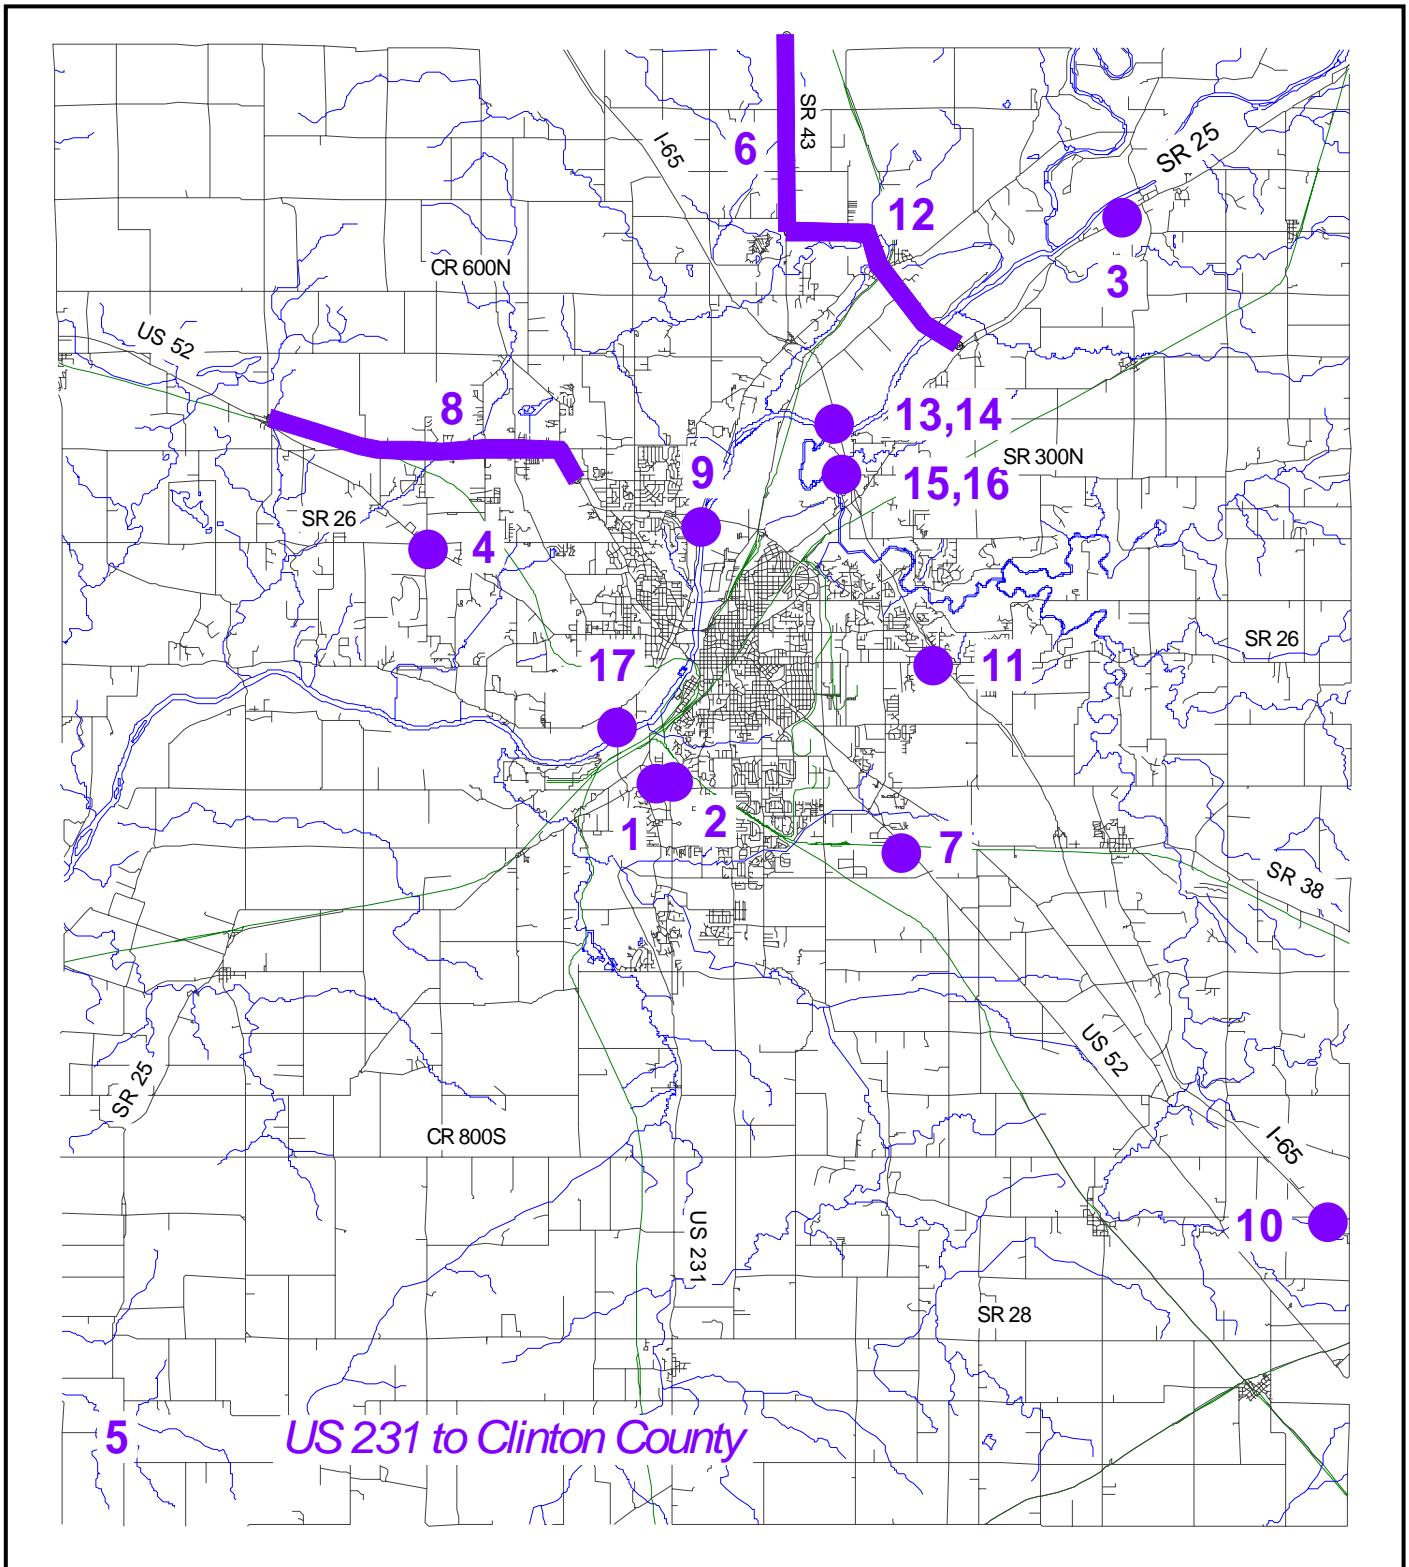 SR 43
6
I-65
SR 25
12
3
CR 600N
US 52
8
13,14
9
SR 300N
15,16
SR 26
4
SR 26
17
11
1
2
7
SR 38
US 52
SR 25
CR 800S
I-65
US 231
10
SR 28
5
US 231 to Clinton County